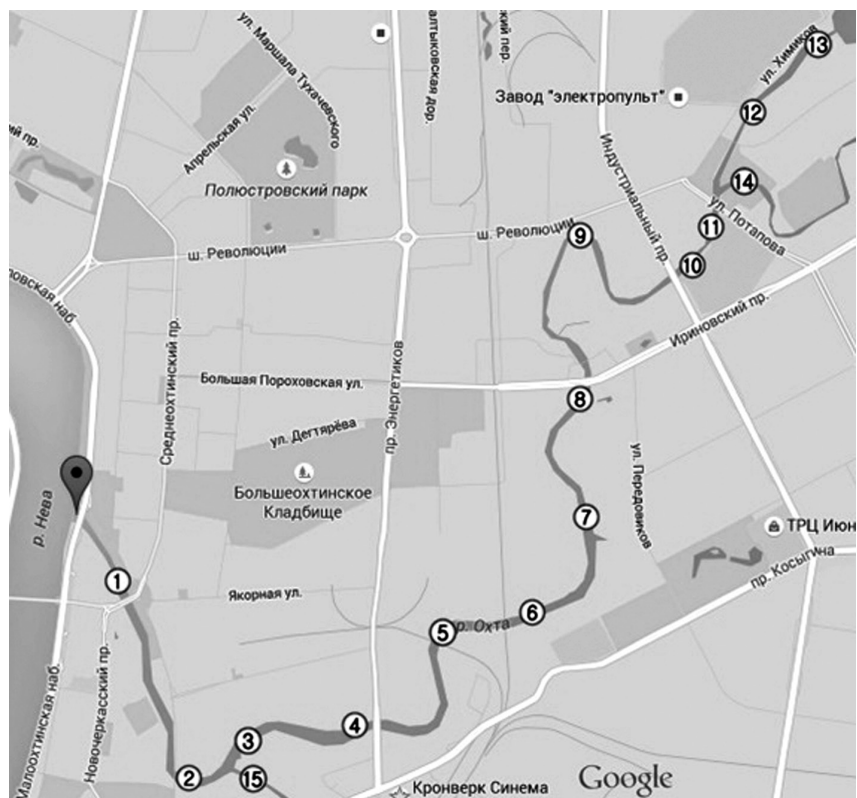 ул. Маршала Тухачевского
Апрельская ул.
Полюстровский парк
ш. Революции
ш. Революции
Завод "электропульт"
ул. Химиков
13
12
14
11
10
9
Индустриальный пр.
ул. Потапова
Ириновский пр.
Среднеохтинский пр.
Большая Пороховская ул.
пр. Энергетиков
ул. Дегтярёва
8
Большеохтинское
Кладбище
р. Нева
ул. Передовиков
7
ТРЦ Июн
пр. Косыгина
1
Якорная ул.
6
5
р. Охта
Новочеркасский пр.
Малоохтинская наб.
4
3
2
15
Кронверк Синема
Google